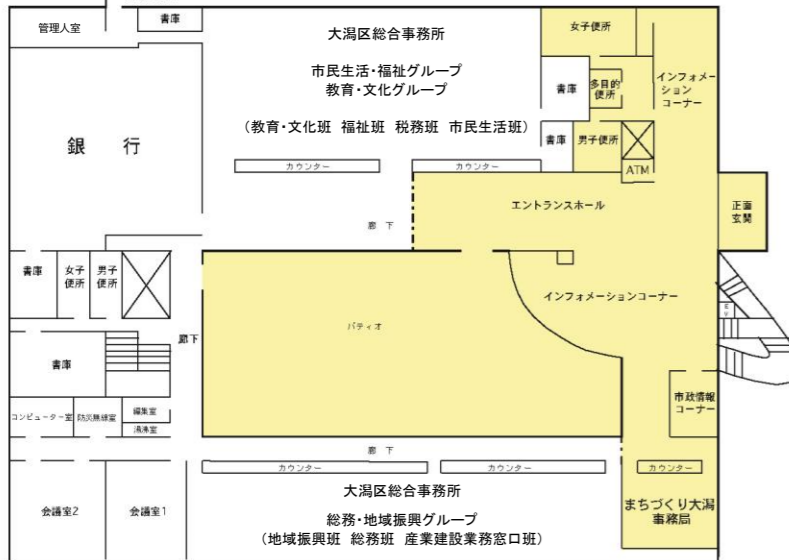 管理人室
書庫
大潟区総合事務所
市民生活・福祉グループ
教育・文化グループ
（教育・文化班 福祉班 税務班 市民生活班）
カウンター
カウンター
銀 行
女子便所
書庫
多目的
便所
インフォメー
ション
コーナー
書庫
男子便所
ATM
エントランスホール
正面
玄関
廊 下
書庫
女子
便所
男子
便所
インフォメーションコーナー
パティオ
廊下
書庫
市政情報
コーナー
コンピューター室
防災無線室
編集室
湯沸室
廊 下
カウンター
カウンター
カウンター
大潟区総合事務所
会議室2
会議室1
総務・地域振興グループ
（地域振興班 総務班 産業建設業務窓口班）
まちづくり大潟
事務局